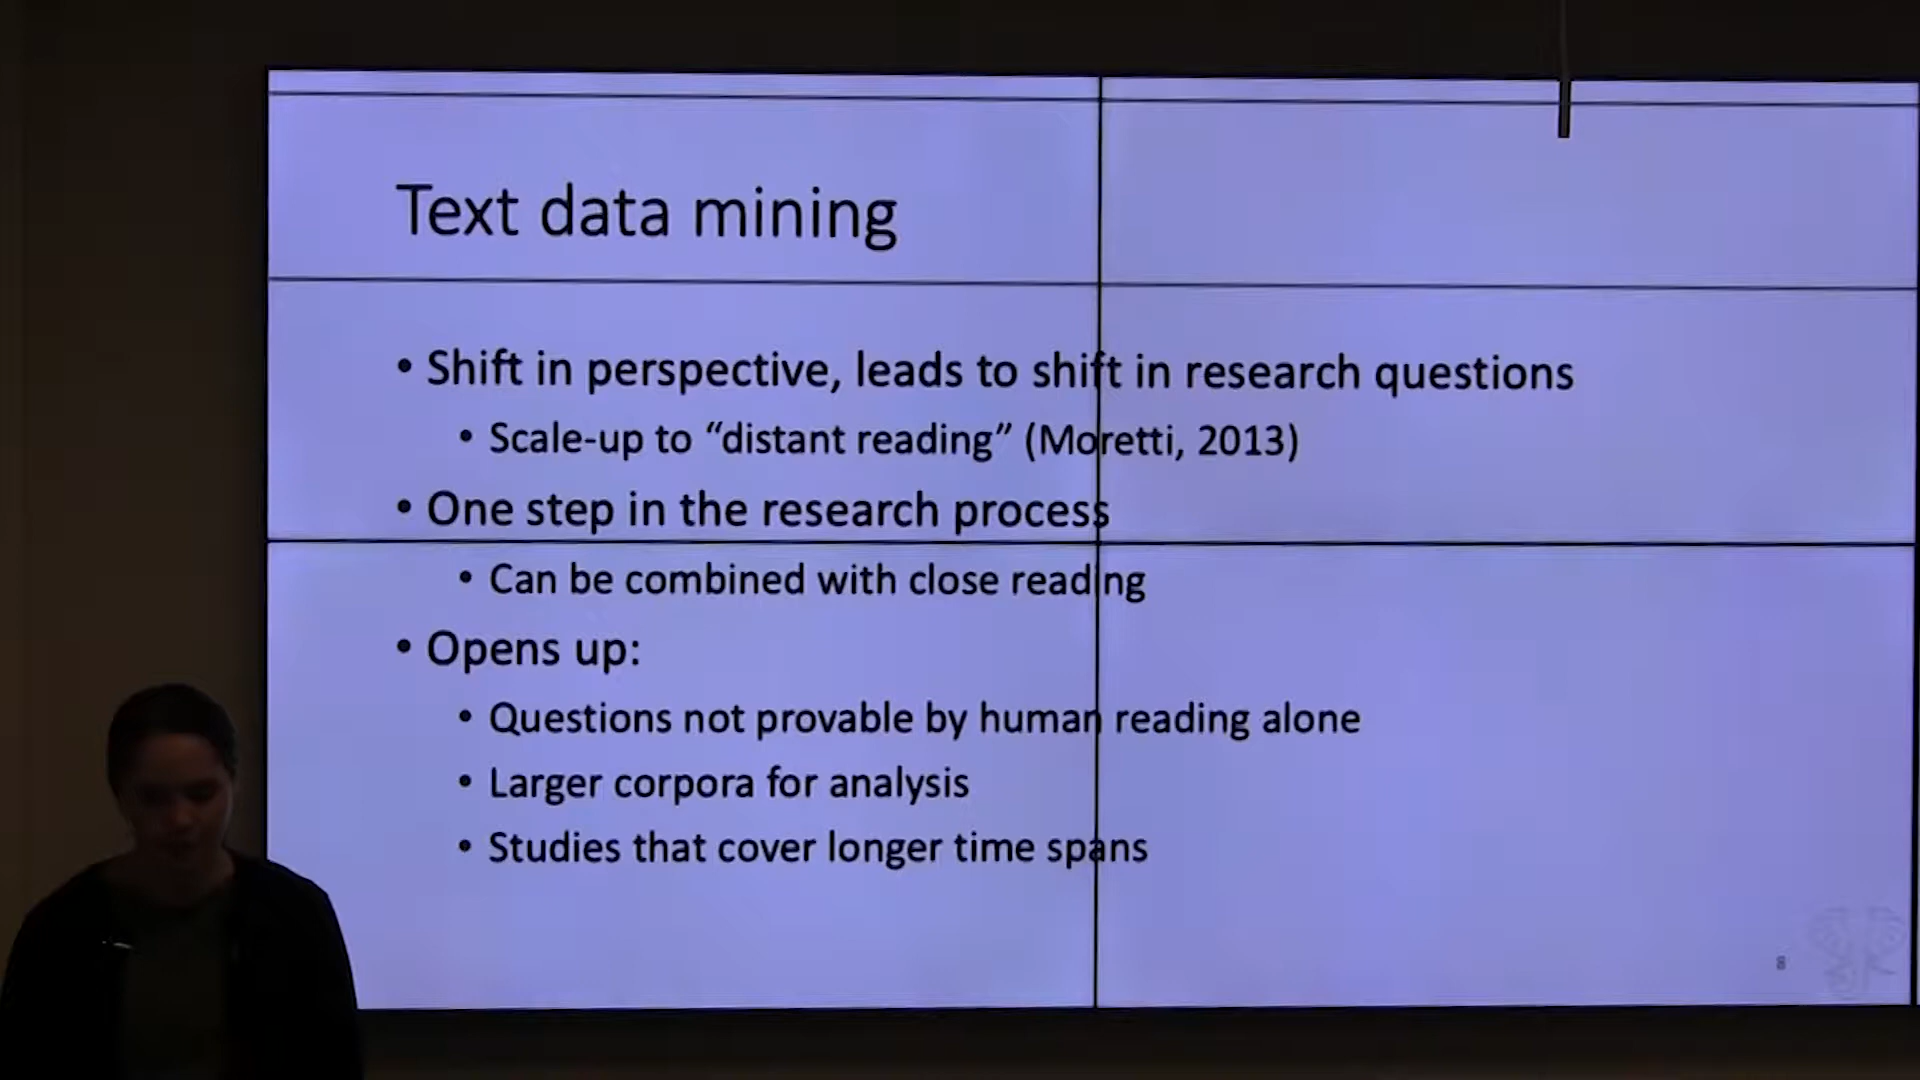 Text data mining
• Shift in perspective, leads to shift in research questions
• Scale-up to “distant reading” (Moretti, 2013)
• One step in the research process
• Can be combined with close reading
• Opens up:
• Questions not provable by human reading alone
• Larger corpora for analysis
• Studies that cover longer time spans
8